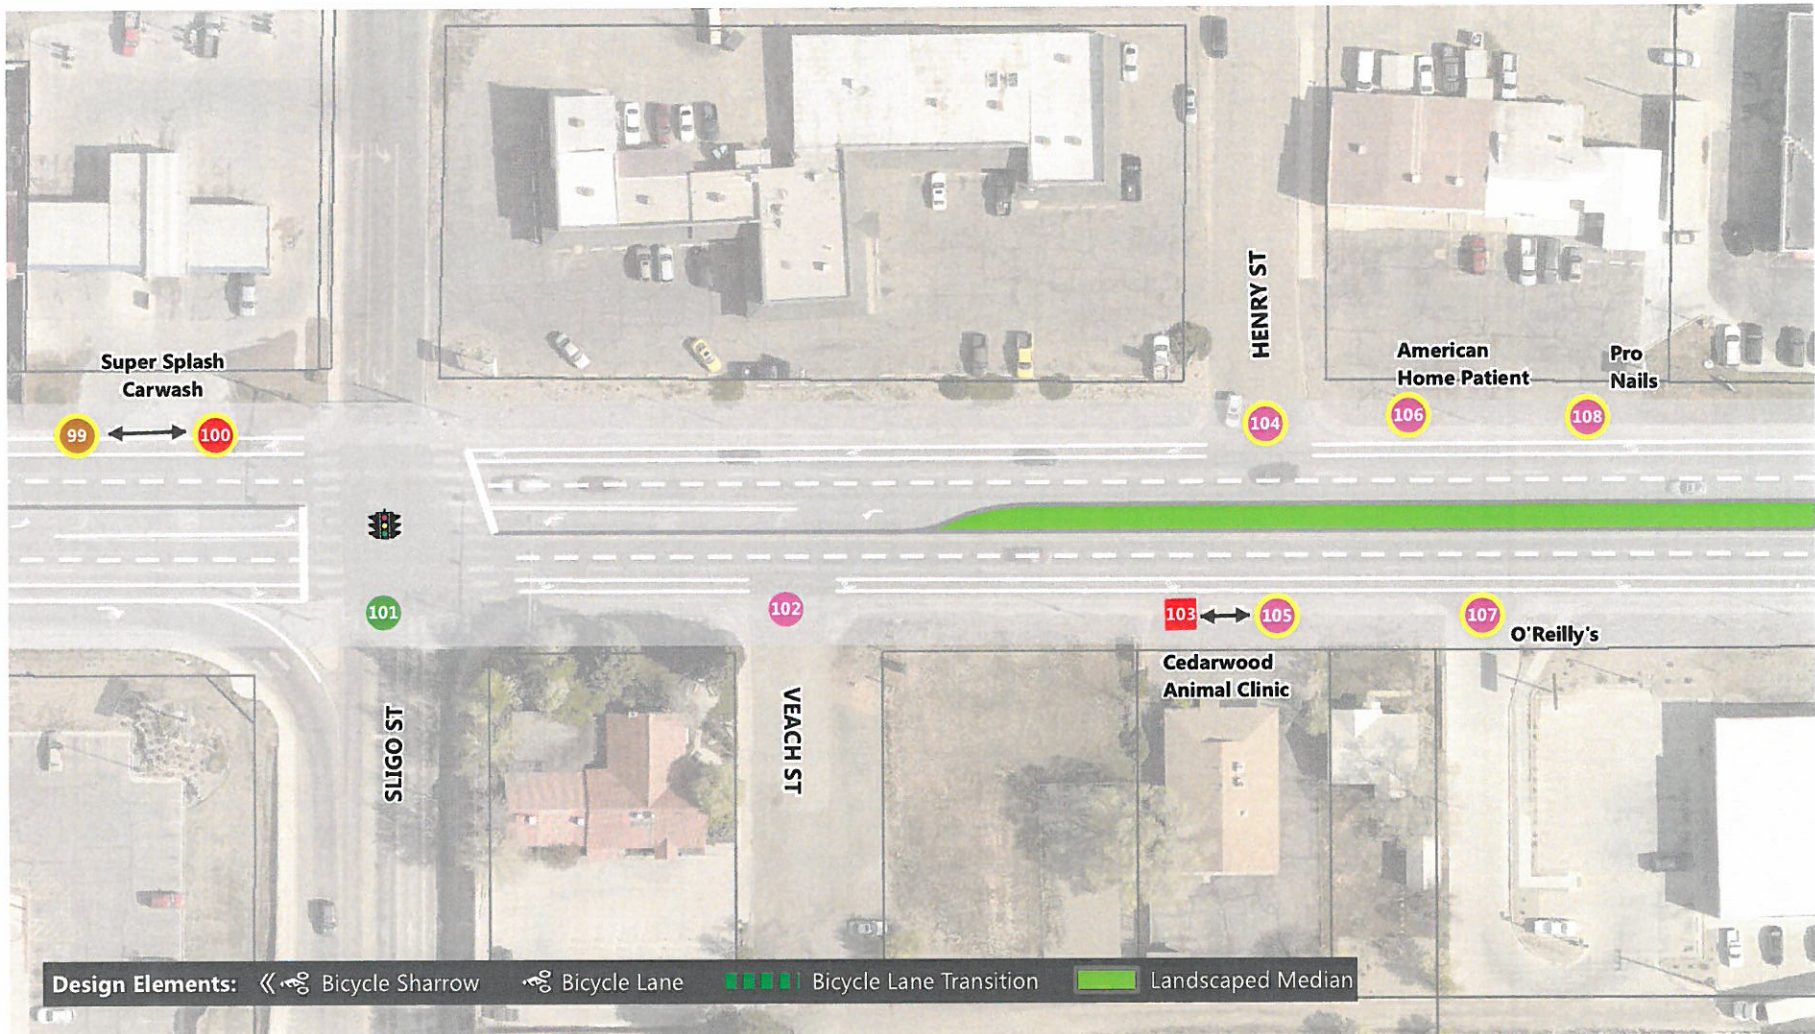 HENRY ST
Super Splash
Carwash
American
Home Patient
Pro
Nails
99
100
104
106
108
101
102
103
105
107
O'Reilly's
Cedarwood
Animal Clinic
SLIGO ST
VEACH ST
Design Elements: Bicycle Sharrow Bicycle Lane Bicycle Lane Transition Landscaped Median